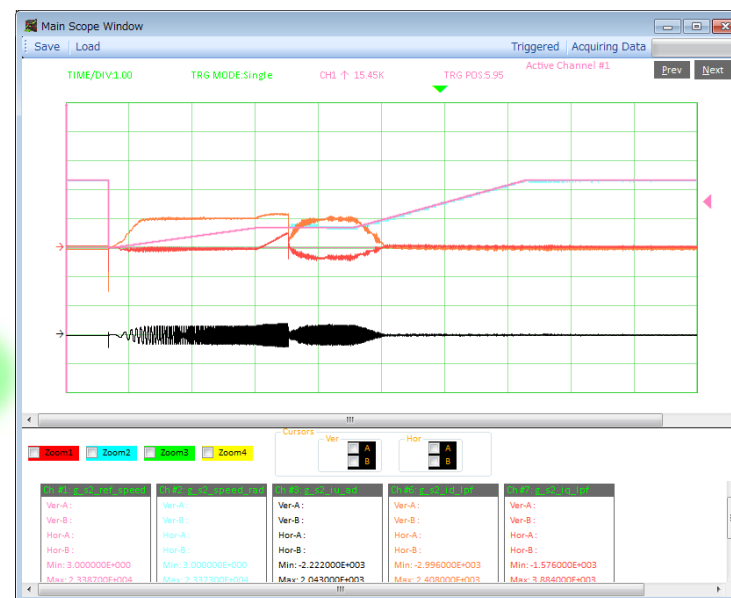 Main Scope Window
Save Load Triggered Acquiring Data
TIME/DIV:1.00 TRG MODE:Single CH1 ↑ 15.45K TRG POS:5.95 Active Channel #1 Prev Next
Cursors
Ver Hor
Zoom1 Zoom2 Zoom3 Zoom4
A A
B B
Ch #1: g_s2_ref_speed Ch #2: g_s2_speed_rad Ch #3: g_s2_iu_ad Ch #6: g_s2_id_lpf Ch #7: g_s2_iq_lpf
Ver-A : Ver-A : Ver-A : Ver-A : Ver-A :
Ver-B : Ver-B : Ver-B : Ver-B : Ver-B :
Hor-A : Hor-A : Hor-A : Hor-A : Hor-A :
Hor-B : Hor-B : Hor-B : Hor-B : Hor-B :
Min: 3.000000E+000 Min: 3.000000E+000 Min: -2.222000E+003 Min: -2.996000E+003 Min: -1.576000E+003
Max: 2.338700E+004 Max: 2.337300E+004 Max: 2.043000E+003 Max: 2.408000E+003 Max: 3.884000E+003